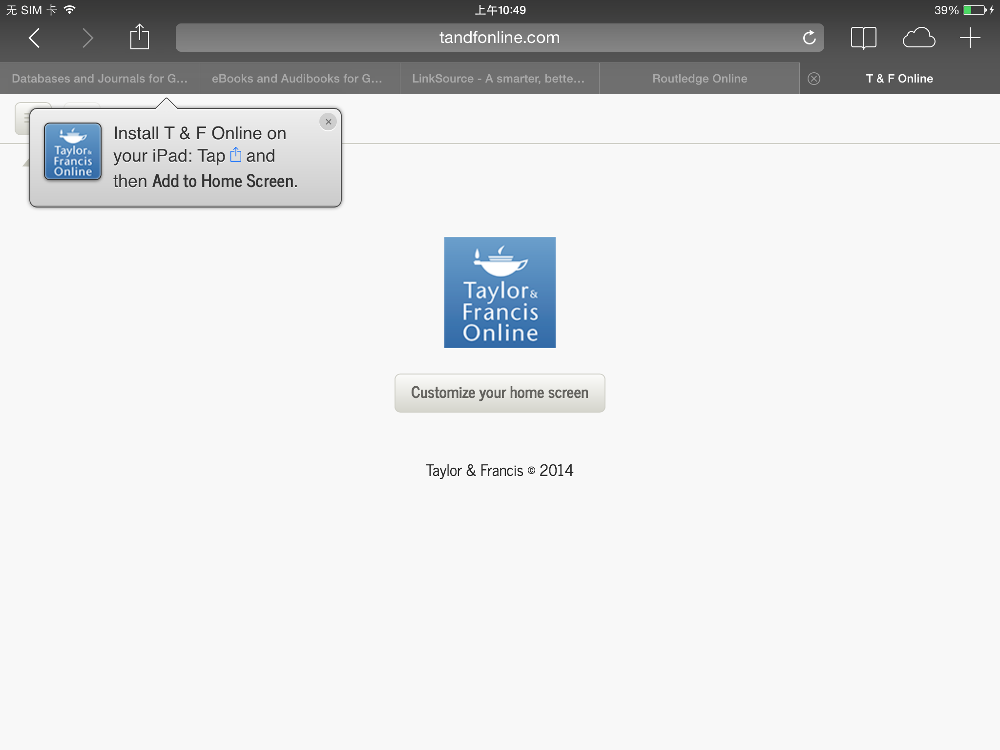 无 SIM 卡
上午10:49
39%
tandfonline.com
Databases and Journals for G...
eBooks and Audibooks for G...
LinkSource - A smarter, bette...
Routledge Online
T & F Online
Taylor &
Francis
Online
Install T & F Online on
your iPad: Tap and
then Add to Home Screen.
Taylor &
Francis
Online
Customize your home screen
Taylor & Francis © 2014